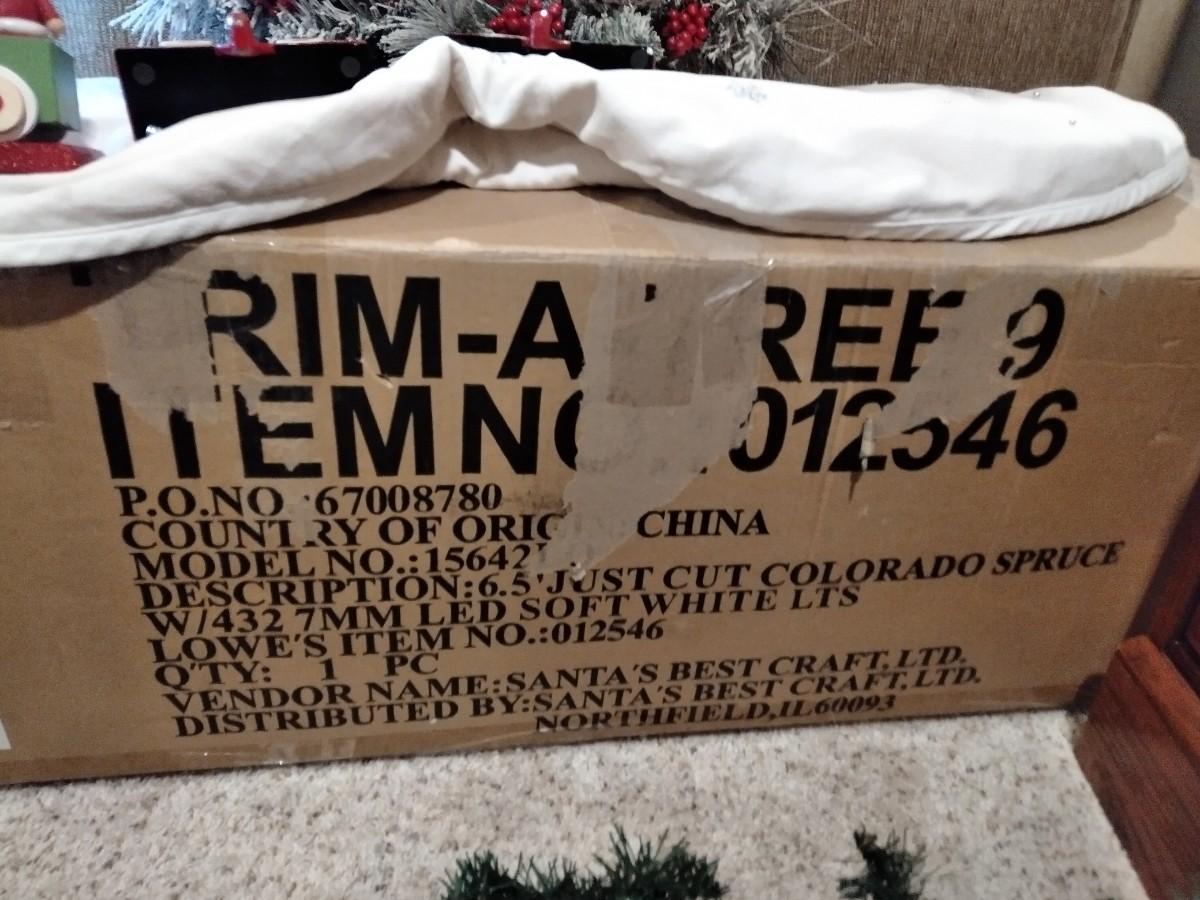 RIM-A REE 9
ITEM NO 012546
P.O.NO :67008780
COUNTRY OF ORIG CHINA
MODEL NO.:15642
DESCRIPTION:6.5'JUST CUT COLORADO SPRUCE
W/432 7MM LED SOFT WHITE LTS
LOWE'S ITEM NO.:012546
Q'TY: 1 PC
VENDOR NAME:SANTA'S BEST CRAFT,LTD.
DISTRIBUTED BY:SANTA'S BEST CRAFT,LTD.
NORTHFIELD,IL60093